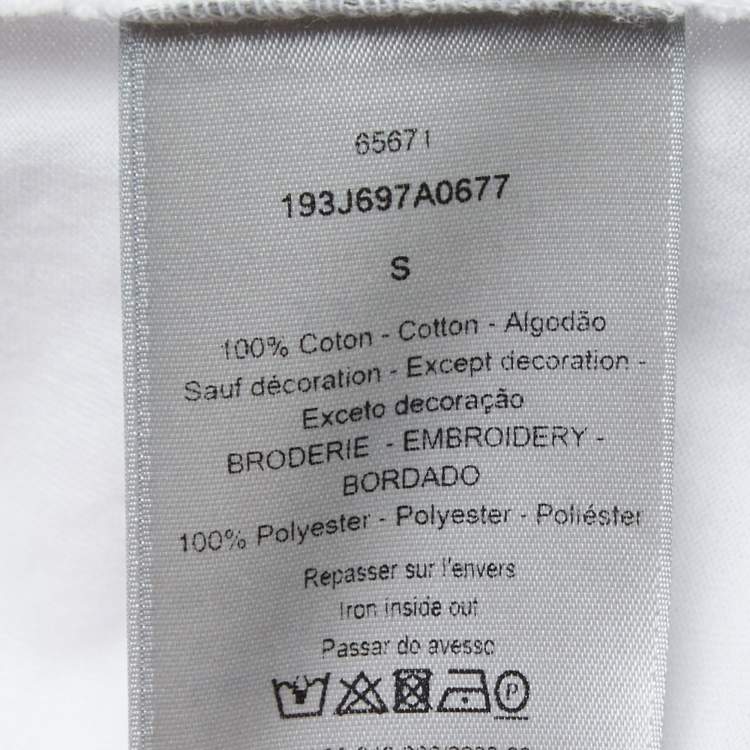 65671
193J697A0677
S
100% Coton - Cotton - Algodão
Sauf décoration - Except decoration -
Exceto decoração
BRODERIE - EMBROIDERY -
BORDADO
100% Polyester - Polyester - Poliéster
Repasser sur l'envers
Iron inside out
Passar do avesso
P